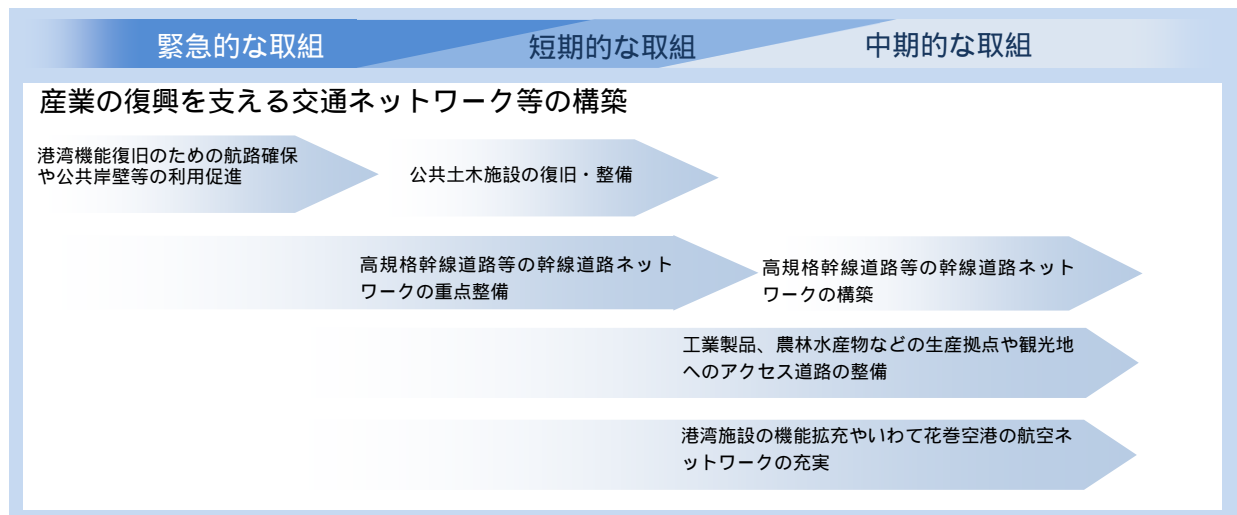 緊急的な取組
短期的な取組
中期的な取組
産業の復興を支える交通ネットワーク等の構築
港湾機能復旧のための航路確保
や公共岸壁等の利用促進
公共土木施設の復旧・整備
高規格幹線道路等の幹線道路ネット
ワークの重点整備
高規格幹線道路等の幹線道路ネット
ワークの構築
工業製品、農林水産物などの生産拠点や観光地
へのアクセス道路の整備
港湾施設の機能拡充やいわて花巻空港の航空ネ
ットワークの充実